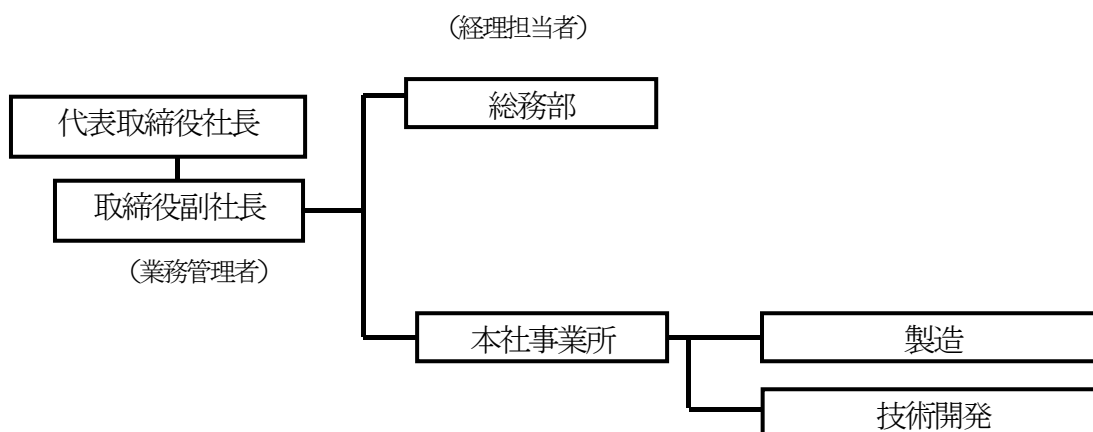 （経理担当者）
総務部
代表取締役社長
取締役副社長
（業務管理者）
本社事業所
製造
技術開発